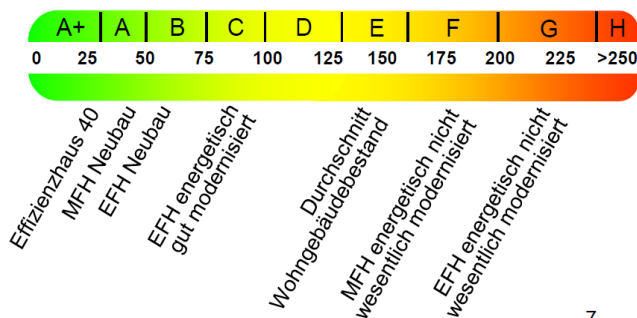 A+ A B C D E F G H
0 25 50 75 100 125 150 175 200 225 >250
Effizienzhaus 40
MFH Neubau
EFH Neubau
EFH energetisch
gut modernisiert
Durchschnitt
Wohngebäudebestand
MFH energetisch nicht
wesentlich modernisiert
EFH energetisch nicht
wesentlich modernisiert
7